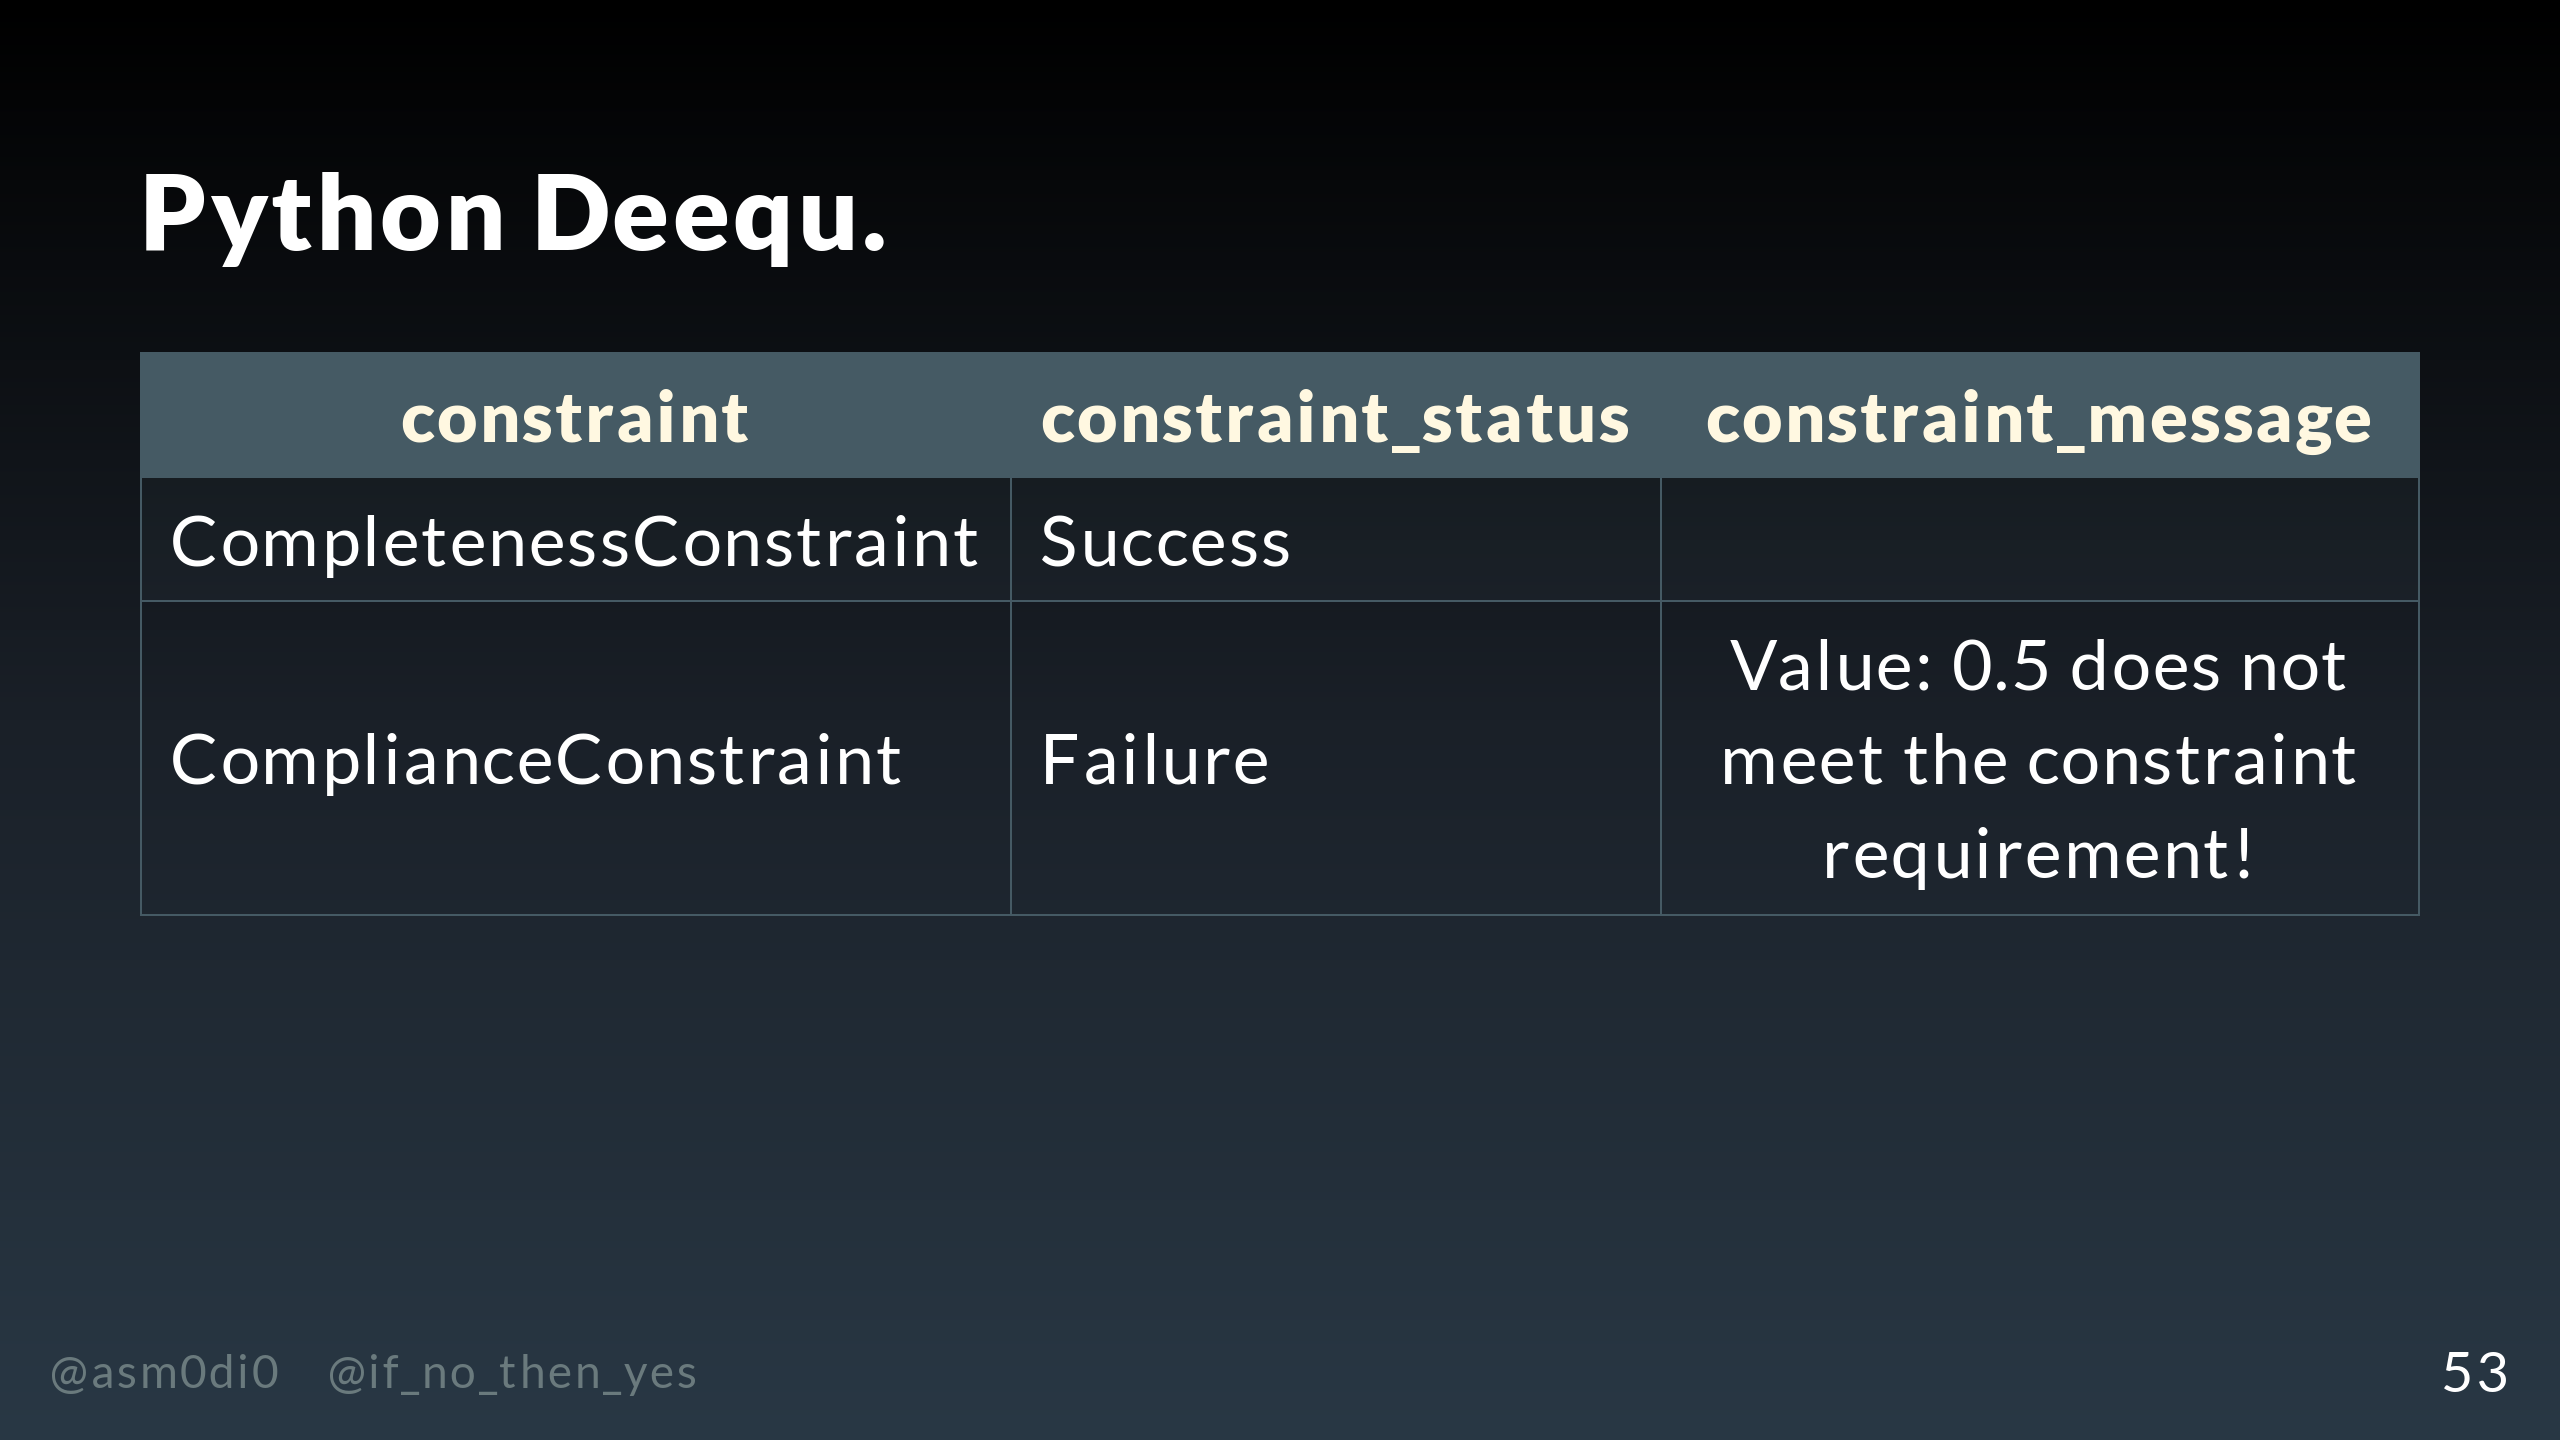 Python Deequ.
constraint constraint_status constraint_message
CompletenessConstraint Success
ComplianceConstraint Failure Value: 0.5 does not
meet the constraint
requirement!
@asm0di0 @if_no_then_yes 53